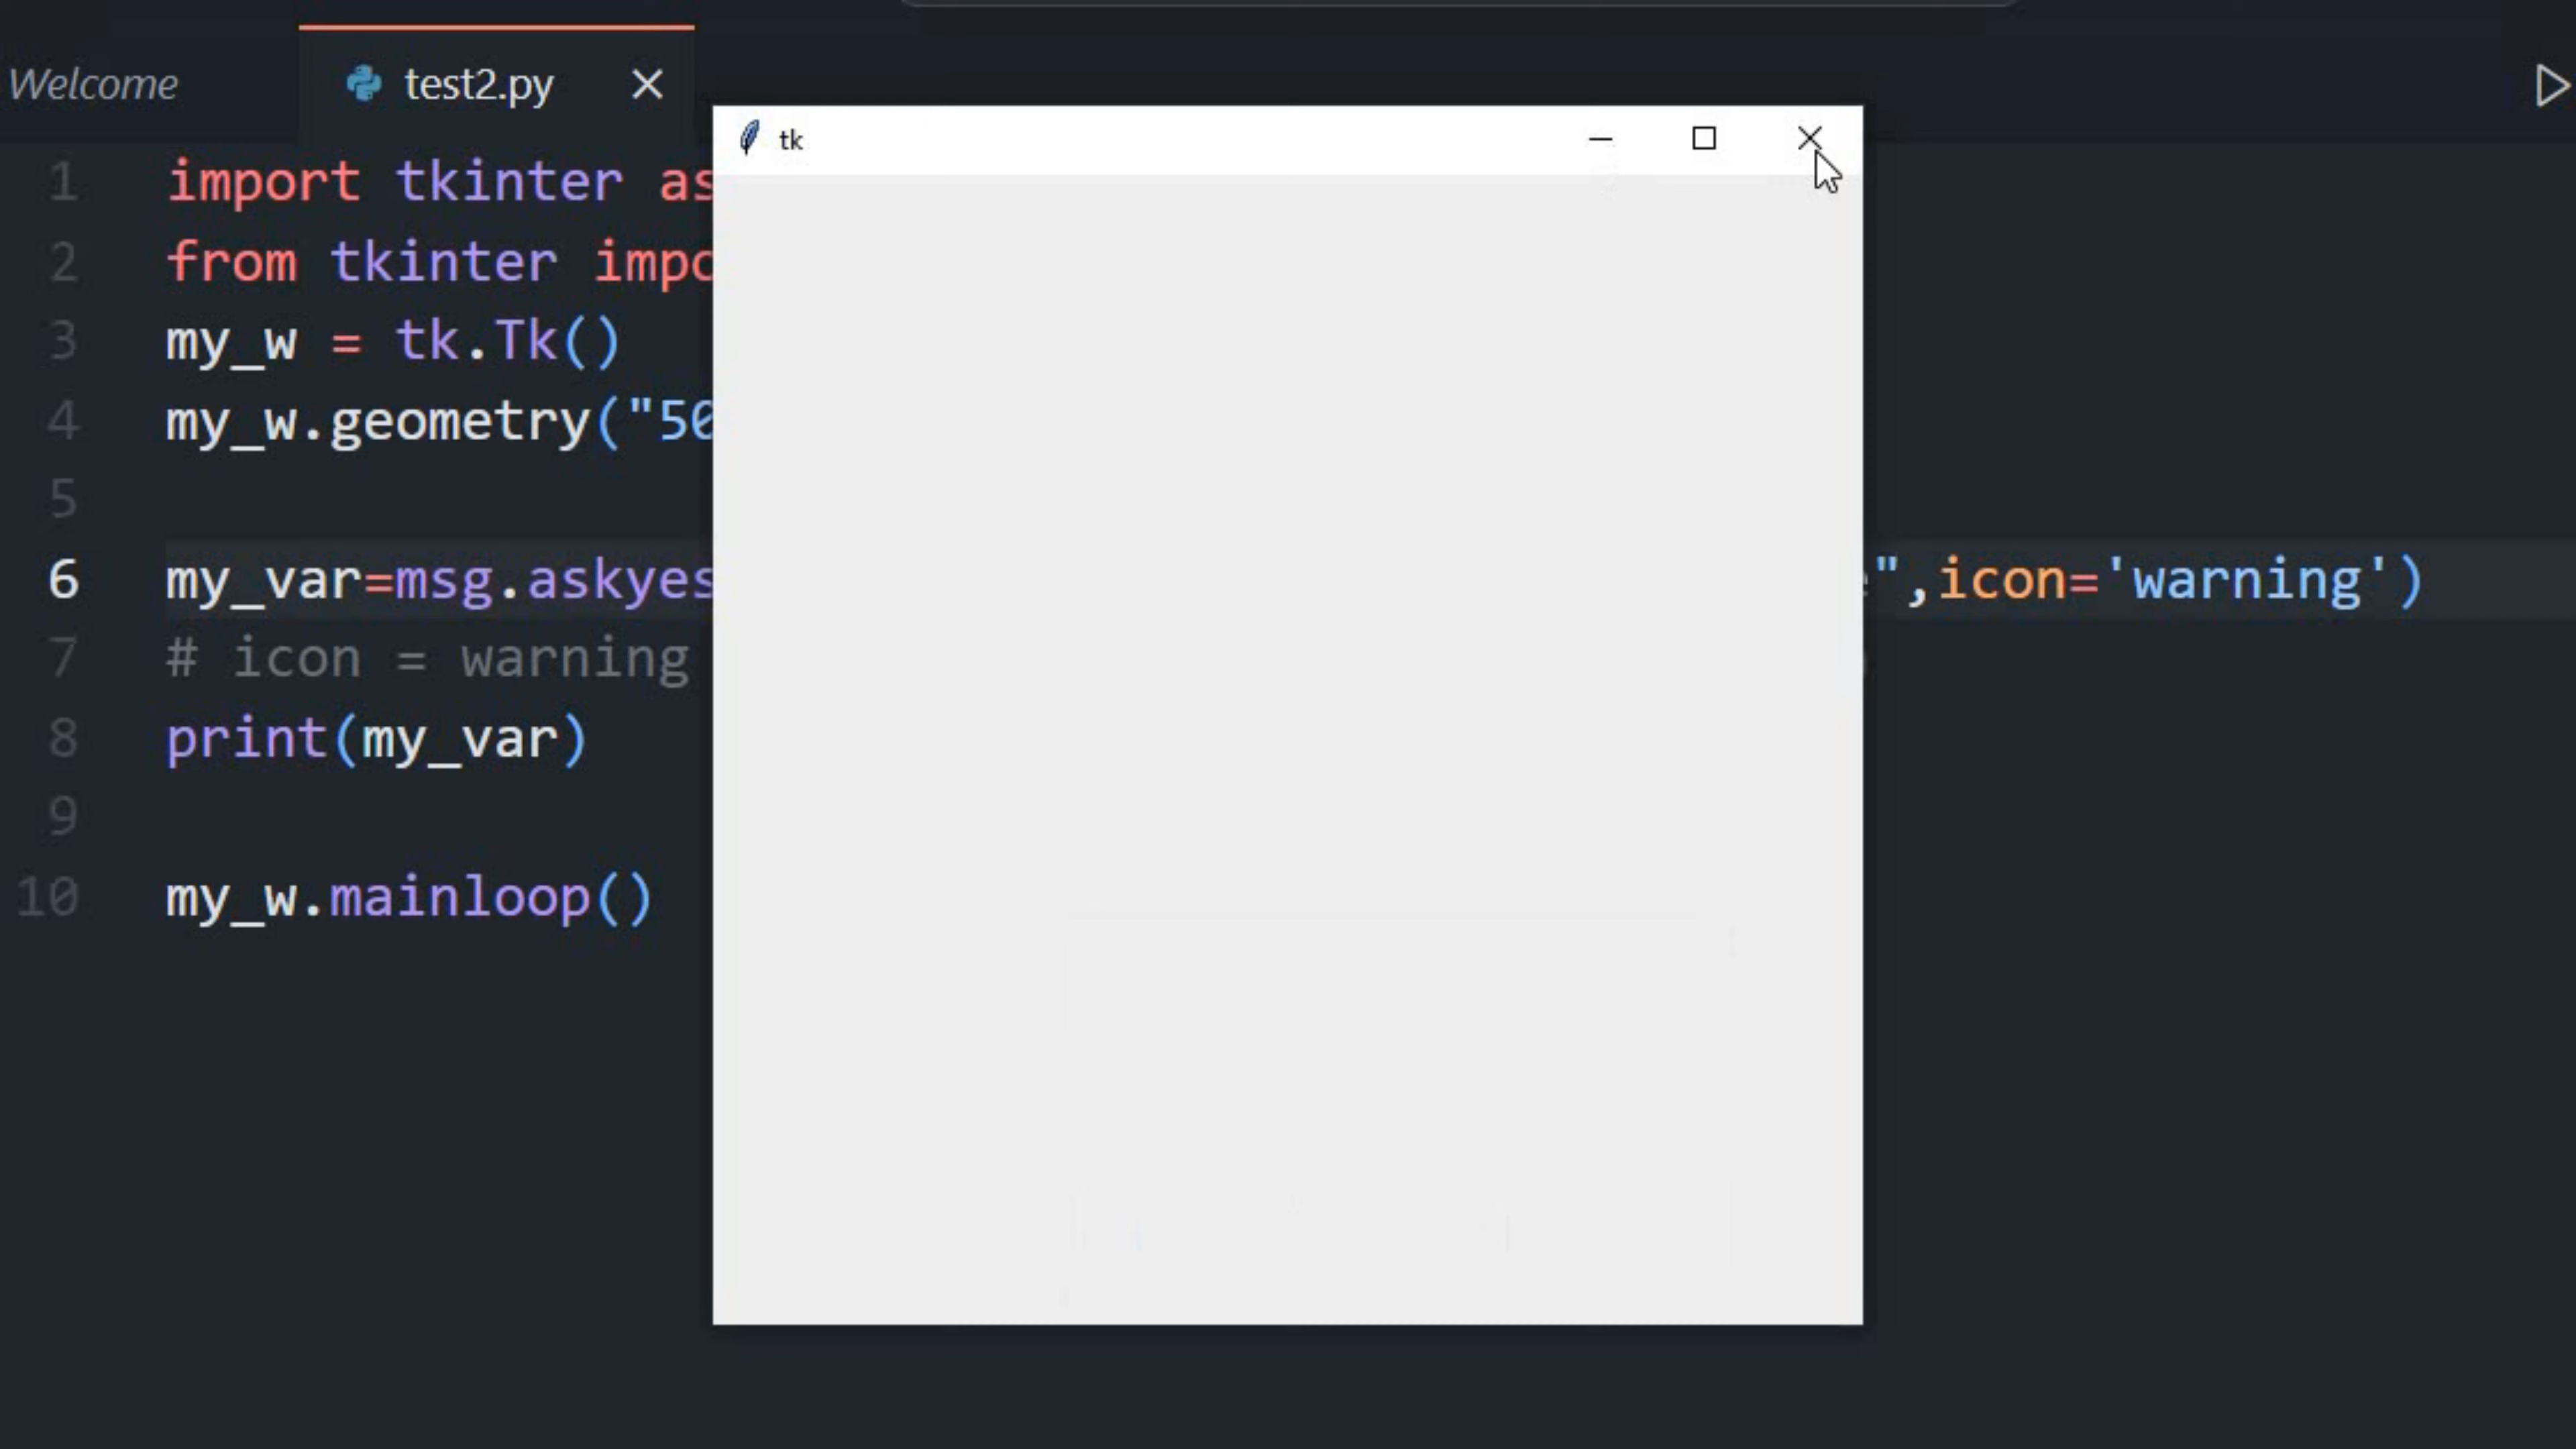 Welcome
test2.py
tk
1 import tkinter as
2 from tkinter impo
3 my_w = tk.Tk()
4 my_w.geometry("50
5
6 my_var=msg.askyes ",icon='warning')
7 # icon = warning
8 print(my_var)
9
10 my_w.mainloop()